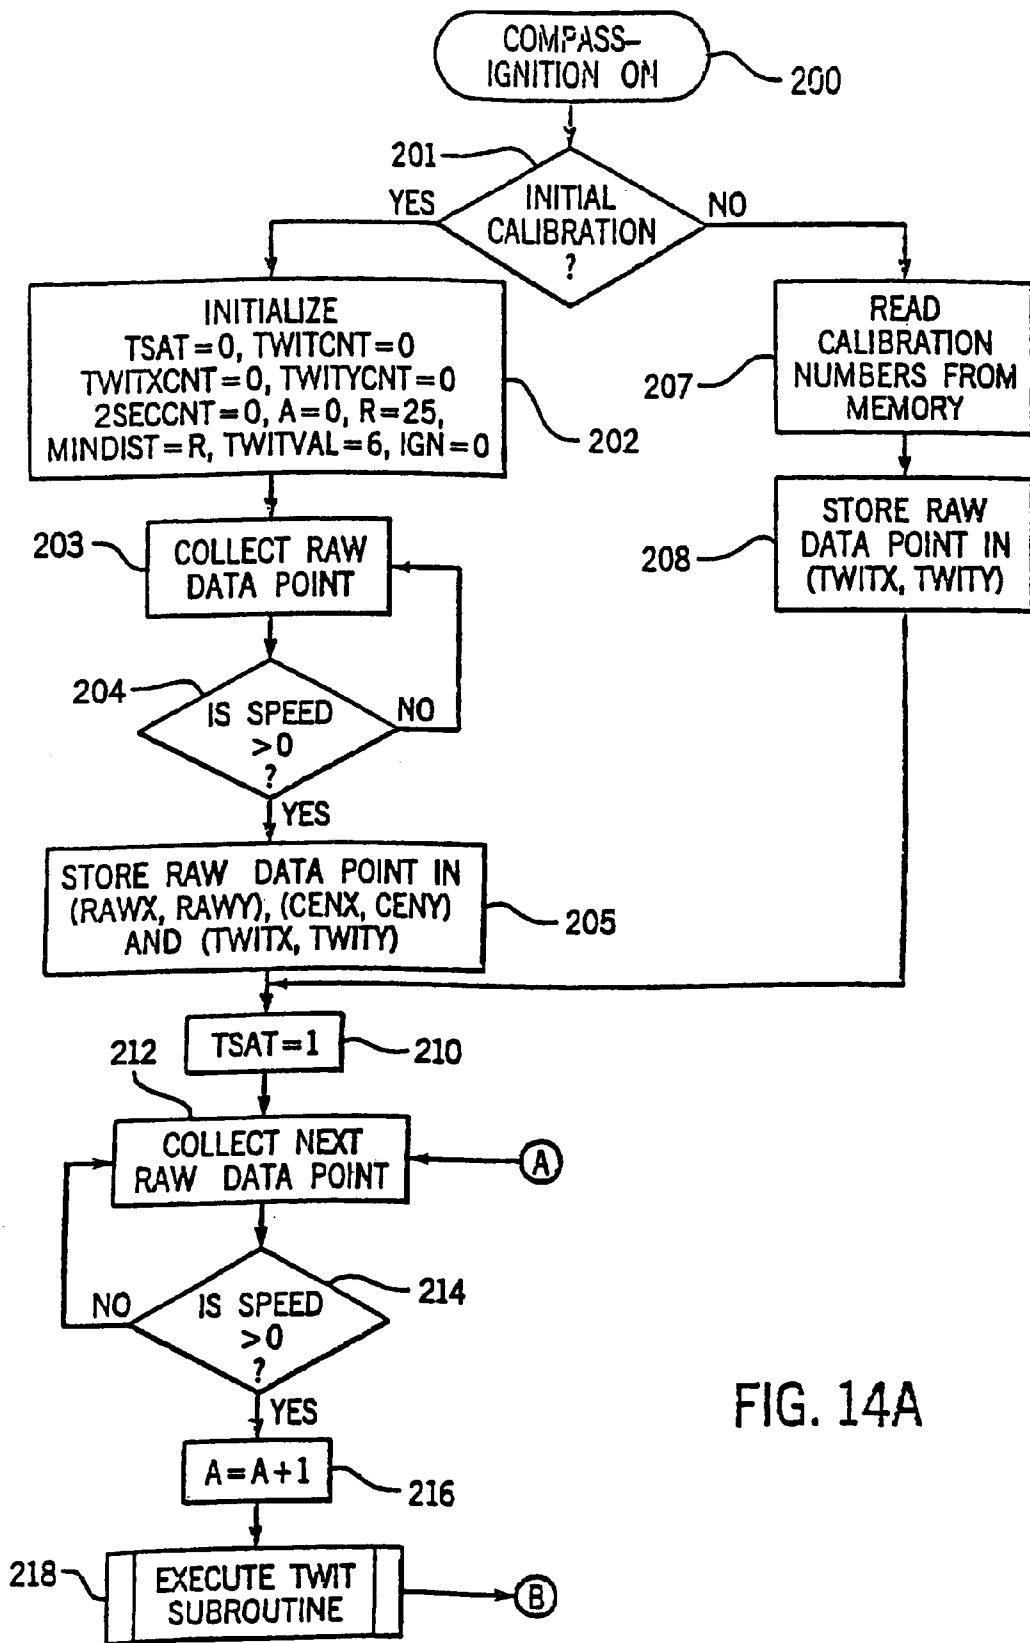 COMPASS-
IGNITION ON
200
201
INITIAL
CALIBRATION
?
YES
NO
INITIALIZE
TSAT=0, TWITCNT=0
TWITXCNT=0, TWITYCNT=0
2SECCNT=0, A=0, R=25,
MINDIST=R, TWITVAL=6, IGN=0
202
READ
CALIBRATION
NUMBERS FROM
MEMORY
207
203
COLLECT RAW
DATA POINT
STORE RAW
DATA POINT IN
(TWITX, TWITY)
208
204
IS SPEED
>0
?
NO
YES
STORE RAW DATA POINT IN
(RAWX, RAWY), (CENX, CENY)
AND (TWITX, TWITY)
205
TSAT=1
210
212
COLLECT NEXT
RAW DATA POINT
A
IS SPEED
>0
?
214
NO
YES
A=A+1
216
218
EXECUTE TWIT
SUBROUTINE
B
FIG. 14A